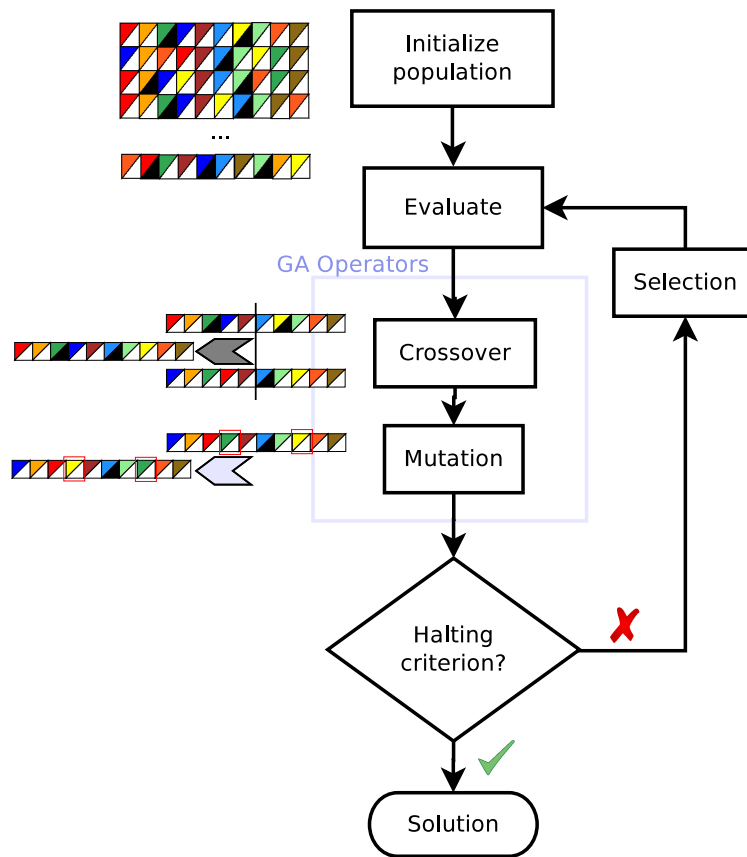 Initialize
population
...
Evaluate
GA Operators
Selection
Crossover
Mutation
Halting
criterion?
Solution